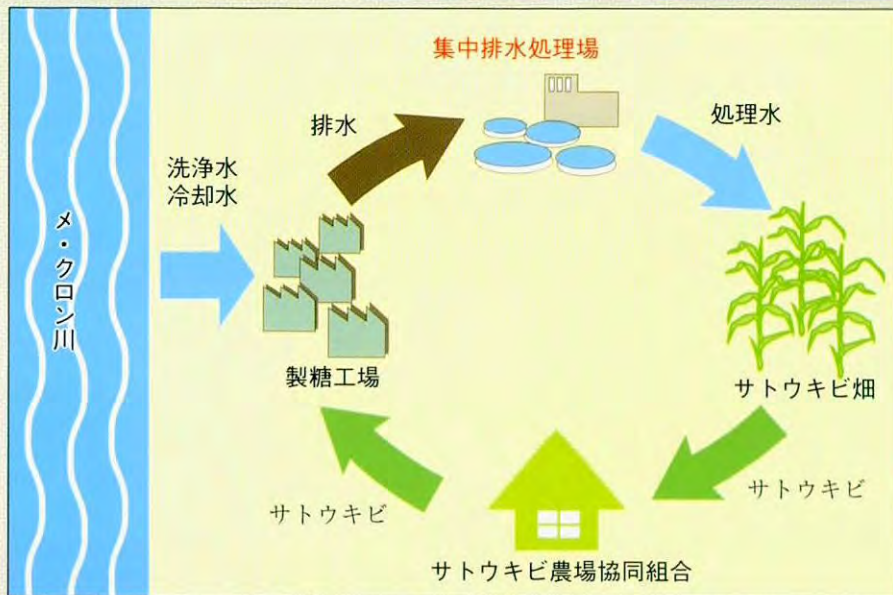 集中排水処理場
排水
処理水
洗浄水
冷却水
メ・クロン川
製糖工場
サトウキビ畑
サトウキビ
サトウキビ
サトウキビ農場協同組合